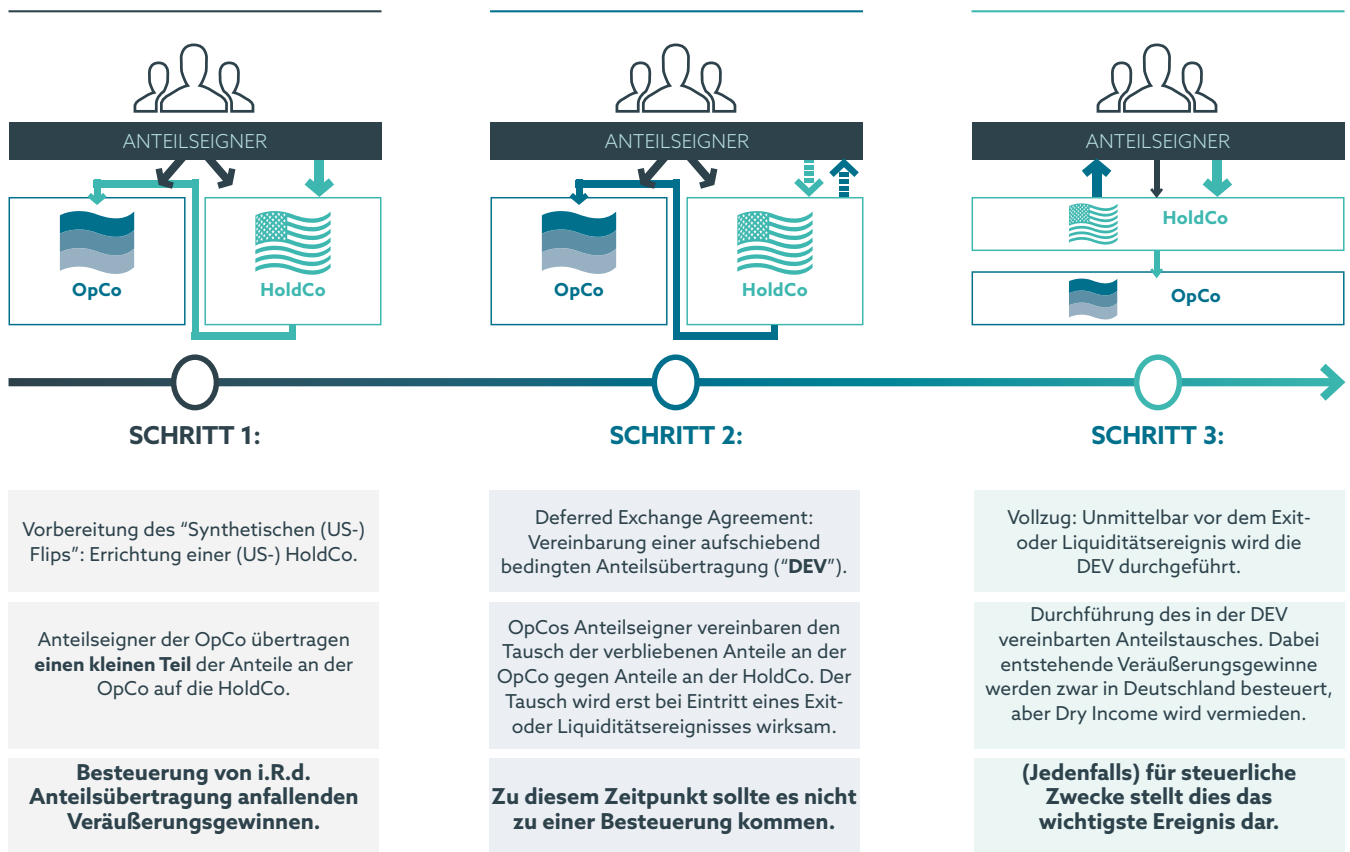 ANTEILSEIGNER
OpCo
HoldCo
SCHRITT 1:
Vorbereitung des “Synthetischen (US-)
Flips”: Errichtung einer (US-) HoldCo.
Anteilseigner der OpCo übertragen
einen kleinen Teil der Anteile an der
OpCo auf die HoldCo.
Besteuerung von i.R.d.
Anteilsübertragung anfallenden
Veräußerungsgewinnen.
ANTEILSEIGNER
OpCo
HoldCo
SCHRITT 2:
Deferred Exchange Agreement:
Vereinbarung einer aufschiebend
bedingten Anteilsübertragung (“DEV”).
OpCos Anteilseigner vereinbaren den
Tausch der verbliebenen Anteile an der
OpCo gegen Anteile an der HoldCo. Der
Tausch wird erst bei Eintritt eines Exit-
oder Liquiditätsereignisses wirksam.
Zu diesem Zeitpunkt sollte es nicht
zu einer Besteuerung kommen.
ANTEILSEIGNER
HoldCo
OpCo
SCHRITT 3:
Vollzug: Unmittelbar vor dem Exit-
oder Liquiditätsereignis wird die
DEV durchgeführt.
Durchführung des in der DEV
vereinbarten Anteilstausches. Dabei
entstehende Veräußerungsgewinne
werden zwar in Deutschland besteuert,
aber Dry Income wird vermieden.
(Jedenfalls) für steuerliche
Zwecke stellt dies das
wichtigste Ereignis dar.